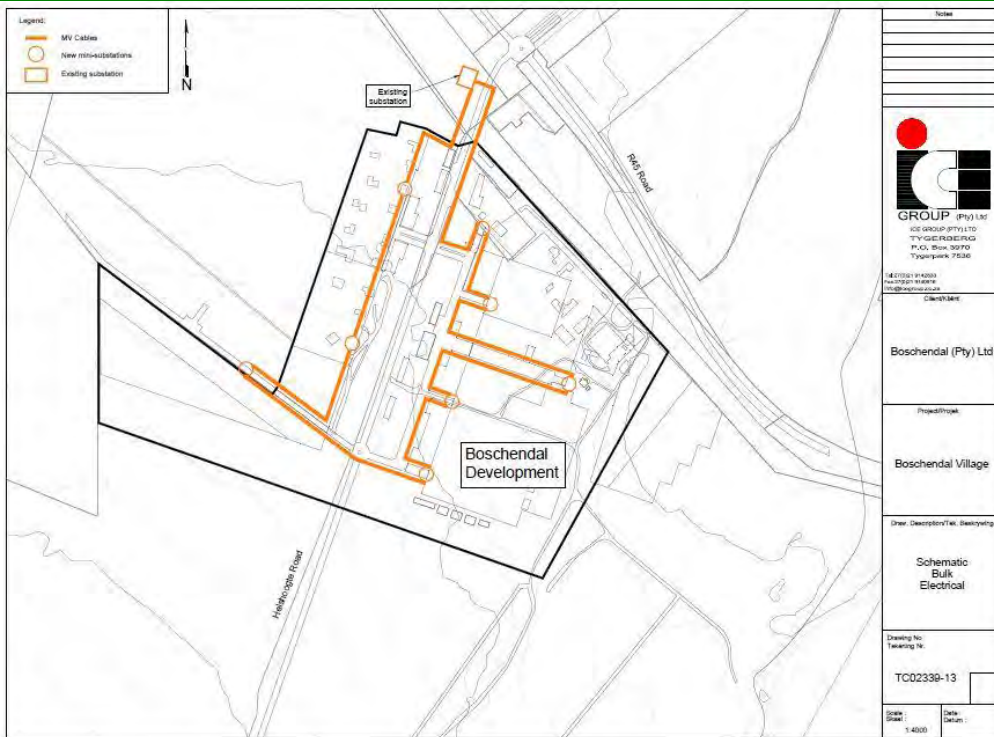 Legend:
MV Cables
New mini-substations
Existing substation
N
Existing
substation
R45 Road
Boschendal
Development
Helshoogte Road
Notes
GROUP (Pty) Ltd
ICE GROUP (PTY) LTD
TYGERBERG
P.O. Box 3970
Tygerpark 7536
Client/Kliënt
Boschendal (Pty) Ltd
Project/Projek
Boschendal Village
Draw. Description/Tek. Beskrywing
Schematic
Bulk
Electrical
Drawing No
Tekening Nr.
TC02339-13
Scale :
Skaal :
1:4000
Date :
Datum :